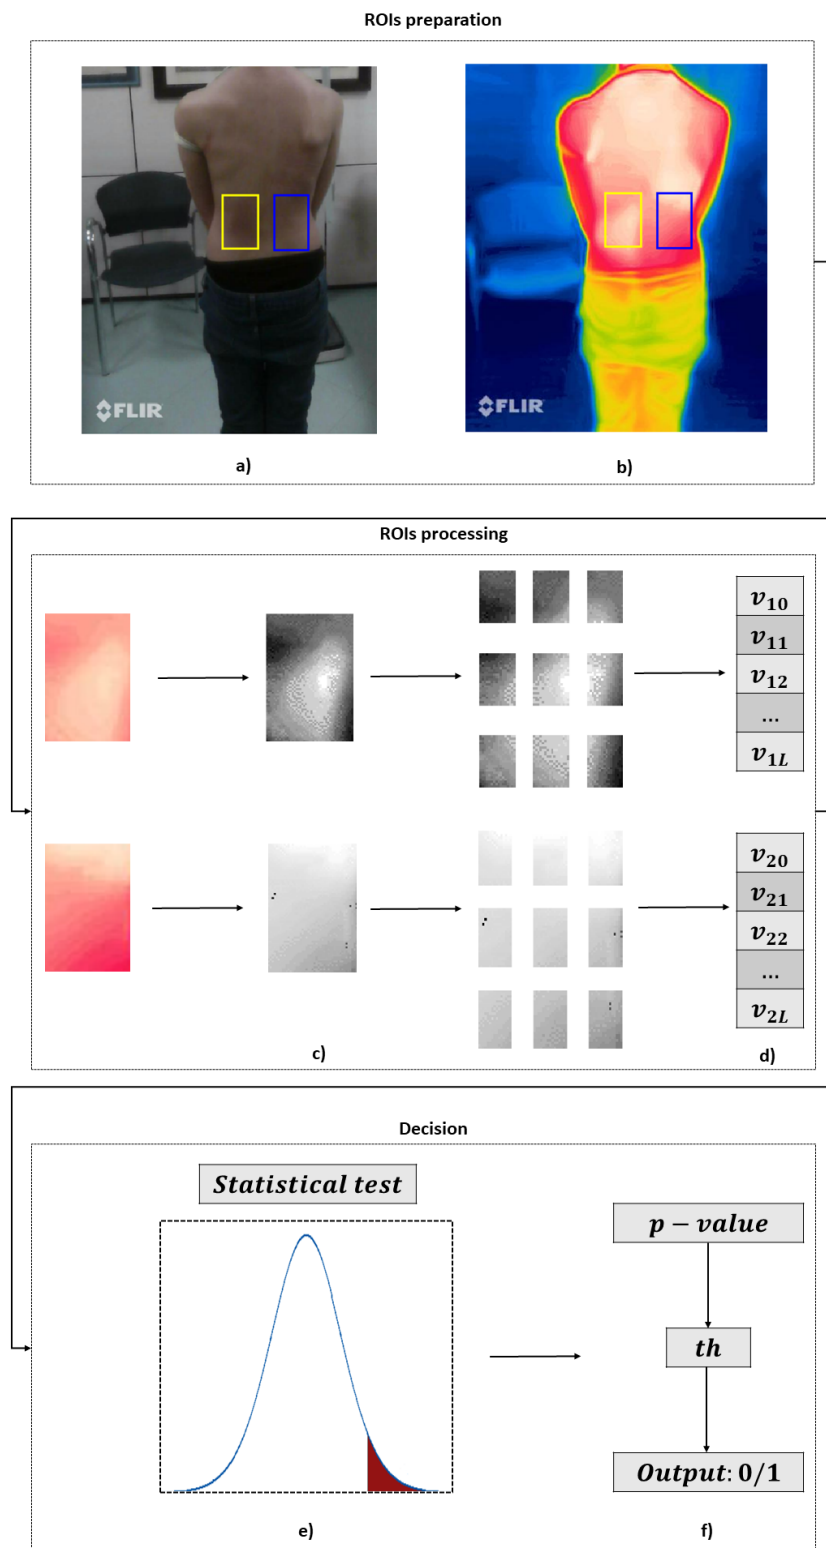 ROIs preparation
FLIR
FLIR
a)
b)
ROIs processing
v10
v11
v12
...
v1L
v20
v21
v22
...
v2L
c)
d)
Decision
Statistical test
p − value
th
Output: 0/1
e)
f)